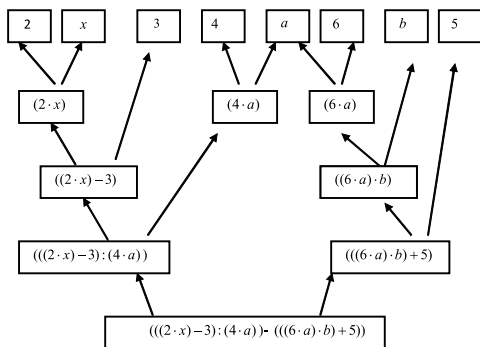 2 x 3 4 a 6 b 5
(2 · x) (4 · a) (6 · a)
((2 · x) − 3) ((6 · a) · b)
(((2 · x) − 3) : (4 · a)) (((6 · a) · b) + 5)
(((2 · x) − 3) : (4 · a)) - (((6 · a) · b) + 5))